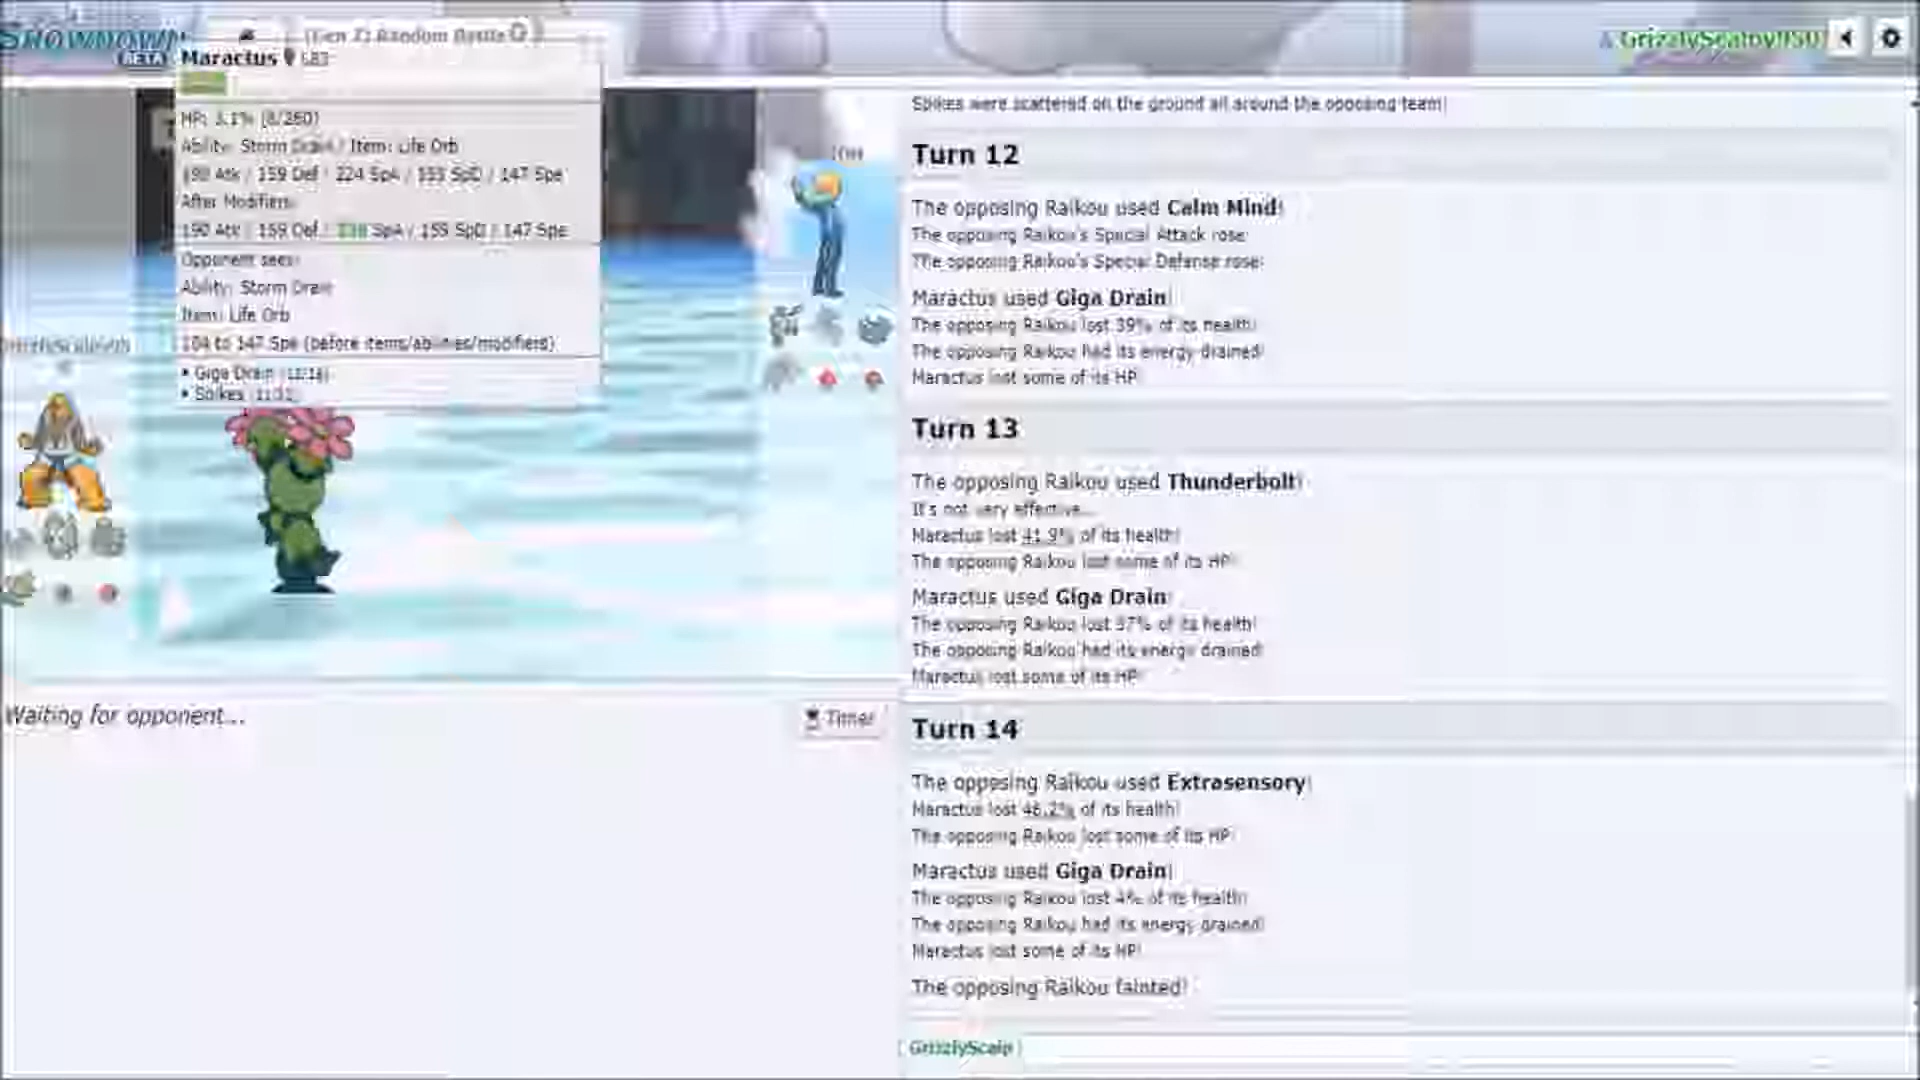 SHOWDOWN
BETA
(Gen 7) Random Battle
Maractus L83
HP: 3.1% (8/260)
Ability: Storm Drain / Item: Life Orb
190 Atk / 159 Def / 224 SpA / 159 SpD / 147 Spe
After Modifiers:
190 Atk / 159 Def / 336 SpA / 159 SpD / 147 Spe
Opponent sees:
Ability: Storm Drain
Item: Life Orb
104 to 147 Spe (before items/abilities/modifiers)
• Giga Drain
• Spikes
Waiting for opponent...
Timer
Spikes were scattered on the ground all around the opposing team!
Turn 12
The opposing Raikou used Calm Mind!
The opposing Raikou's Special Attack rose!
The opposing Raikou's Special Defense rose!
Maractus used Giga Drain!
The opposing Raikou lost 39% of its health!
The opposing Raikou had its energy drained!
Maractus lost some of its HP!
Turn 13
The opposing Raikou used Thunderbolt!
It's not very effective...
Maractus lost 41.9% of its health!
The opposing Raikou lost some of its HP!
Maractus used Giga Drain!
The opposing Raikou lost 37% of its health!
The opposing Raikou had its energy drained!
Maractus lost some of its HP!
Turn 14
The opposing Raikou used Extrasensory!
Maractus lost 46.2% of its health!
The opposing Raikou lost some of its HP!
Maractus used Giga Drain!
The opposing Raikou lost 4% of its health!
The opposing Raikou had its energy drained!
Maractus lost some of its HP!
The opposing Raikou fainted!